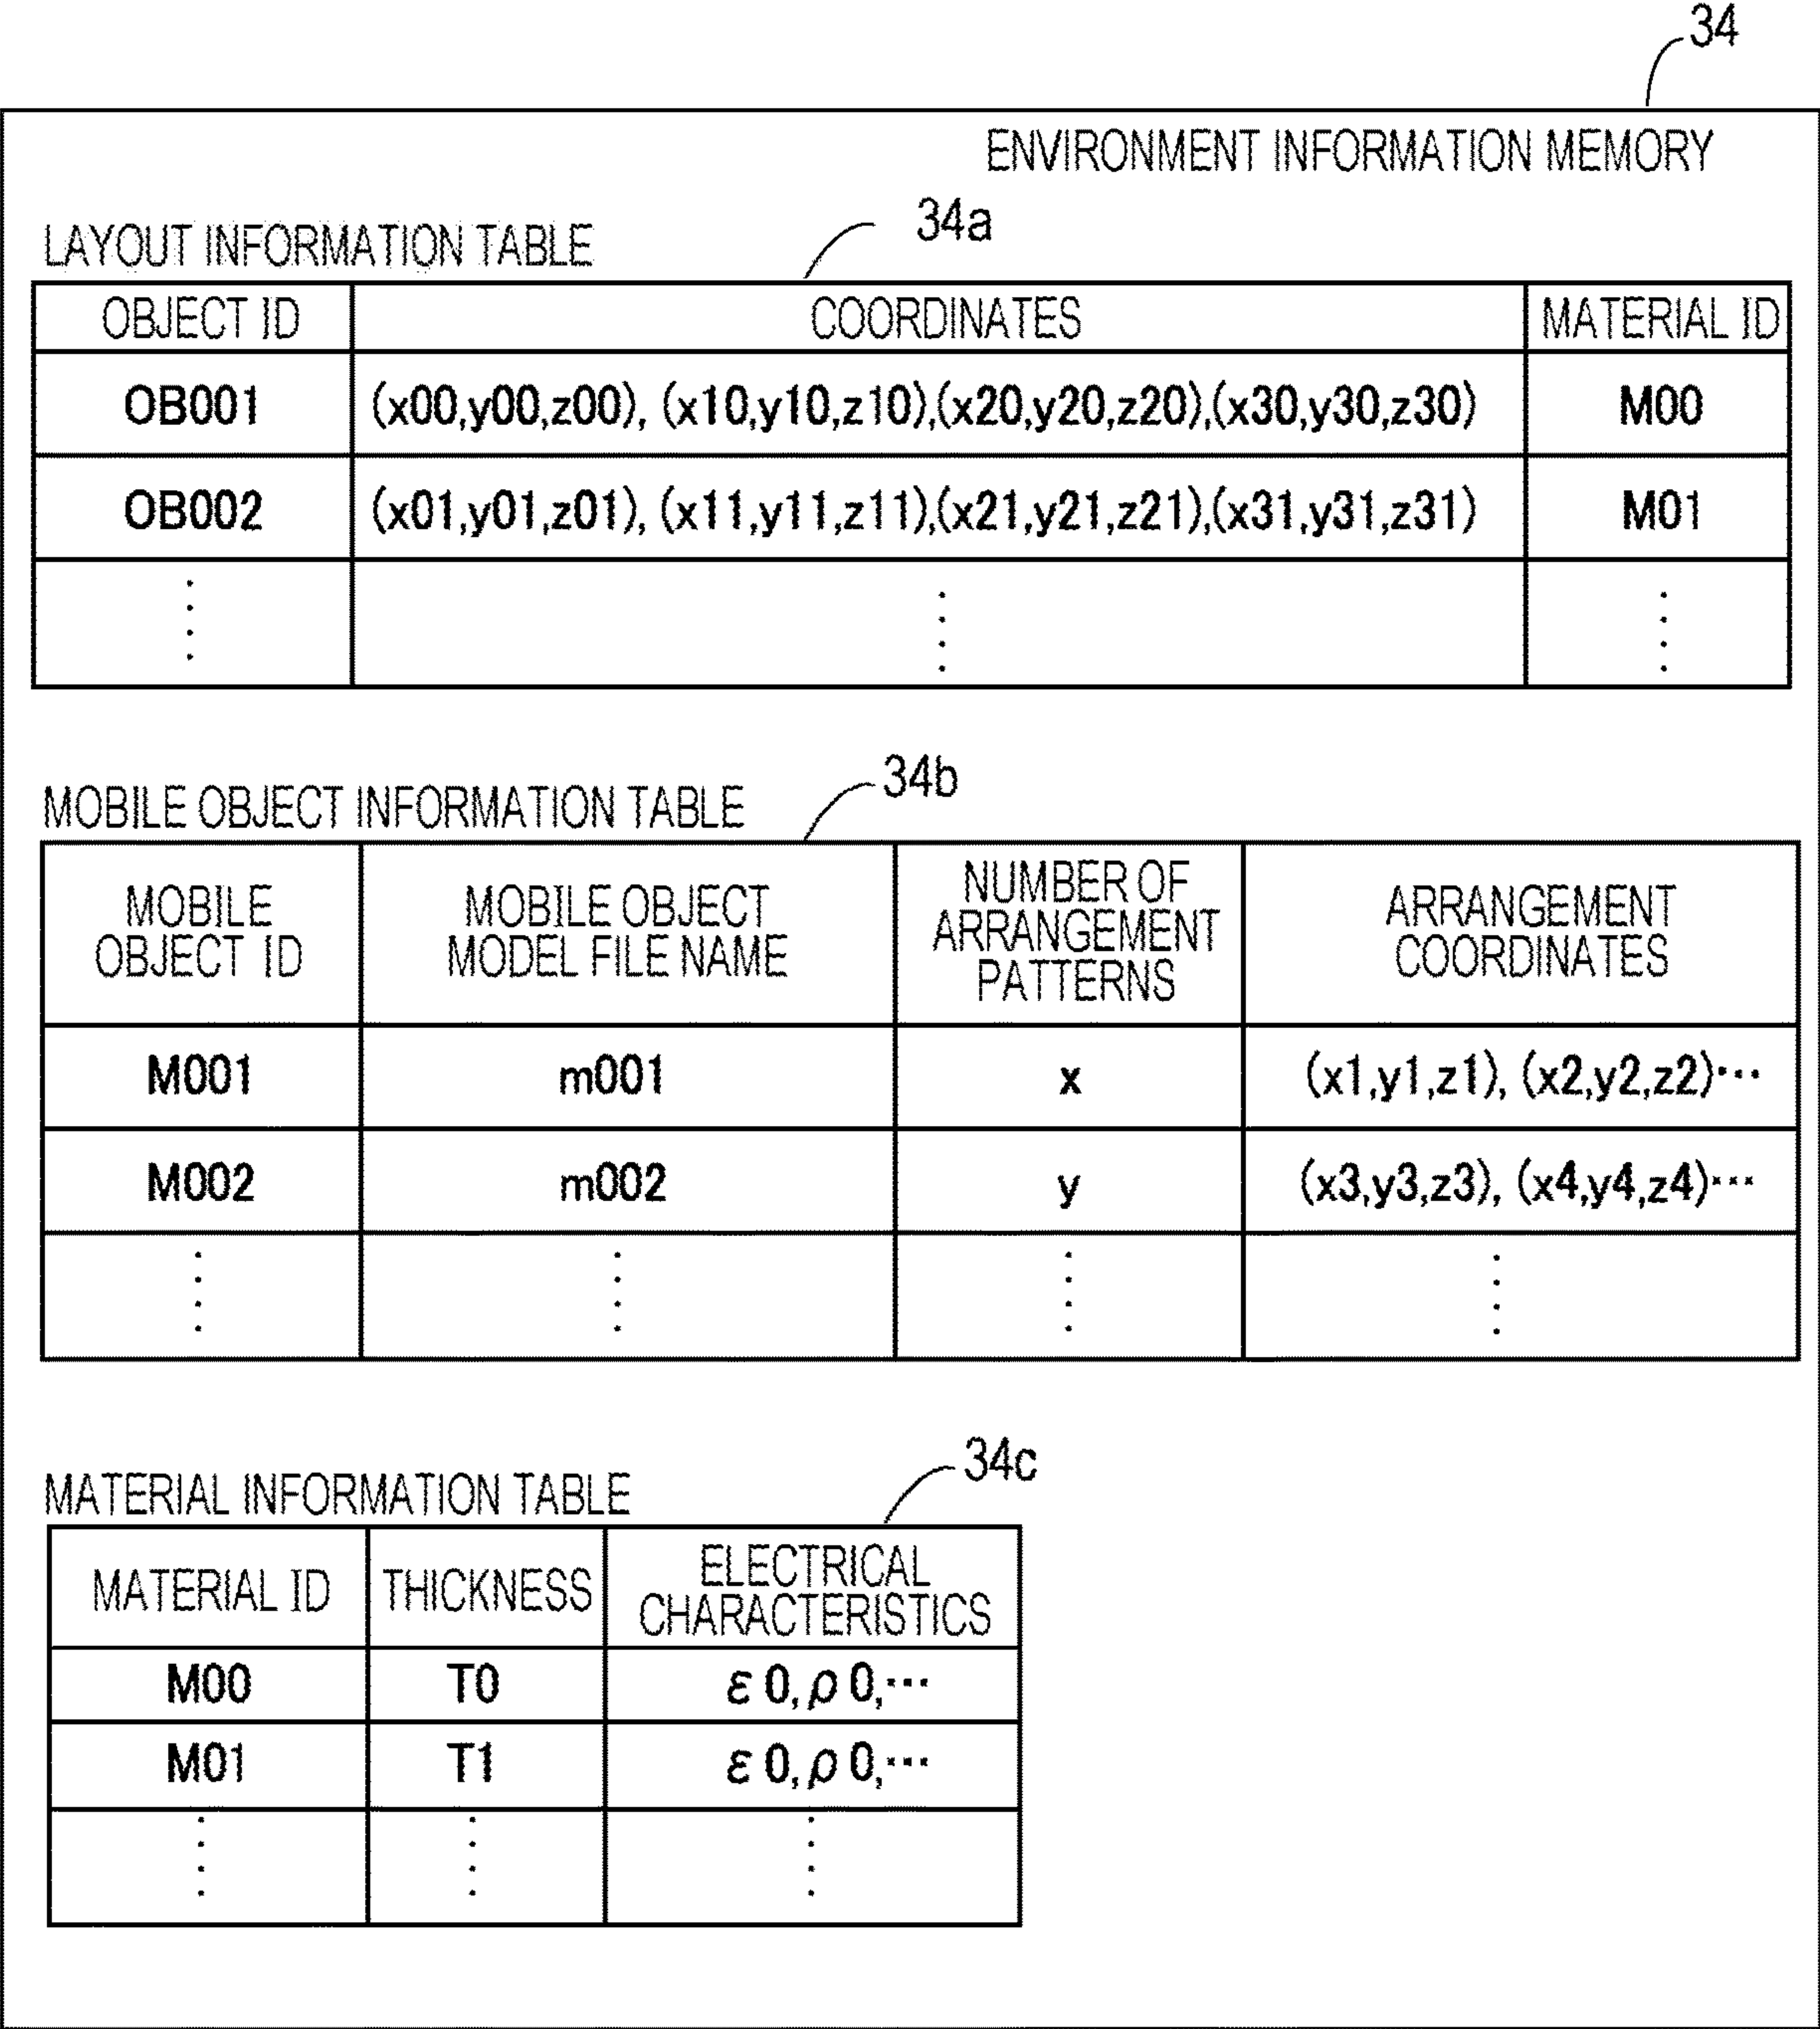 34
ENVIRONMENT INFORMATION MEMORY
34a
LAYOUT INFORMATION TABLE
OBJECT ID COORDINATES MATERIAL ID
OB001 (x00,y00,z00), (x10,y10,z10),(x20,y20,z20),(x30,y30,z30) M00
OB002 (x01,y01,z01), (x11,y11,z11),(x21,y21,z21),(x31,y31,z31) M01
34b
MOBILE OBJECT INFORMATION TABLE
MOBILE
OBJECT ID
MOBILE OBJECT
MODEL FILE NAME
NUMBER OF
ARRANGEMENT
PATTERNS
ARRANGEMENT
COORDINATES
M001 m001 x (x1,y1,z1), (x2,y2,z2)⋯
M002 m002 y (x3,y3,z3), (x4,y4,z4)⋯
34c
MATERIAL INFORMATION TABLE
MATERIAL ID THICKNESS
ELECTRICAL
CHARACTERISTICS
M00 T0 ε0,ρ0,⋯
M01 T1 ε0,ρ0,⋯